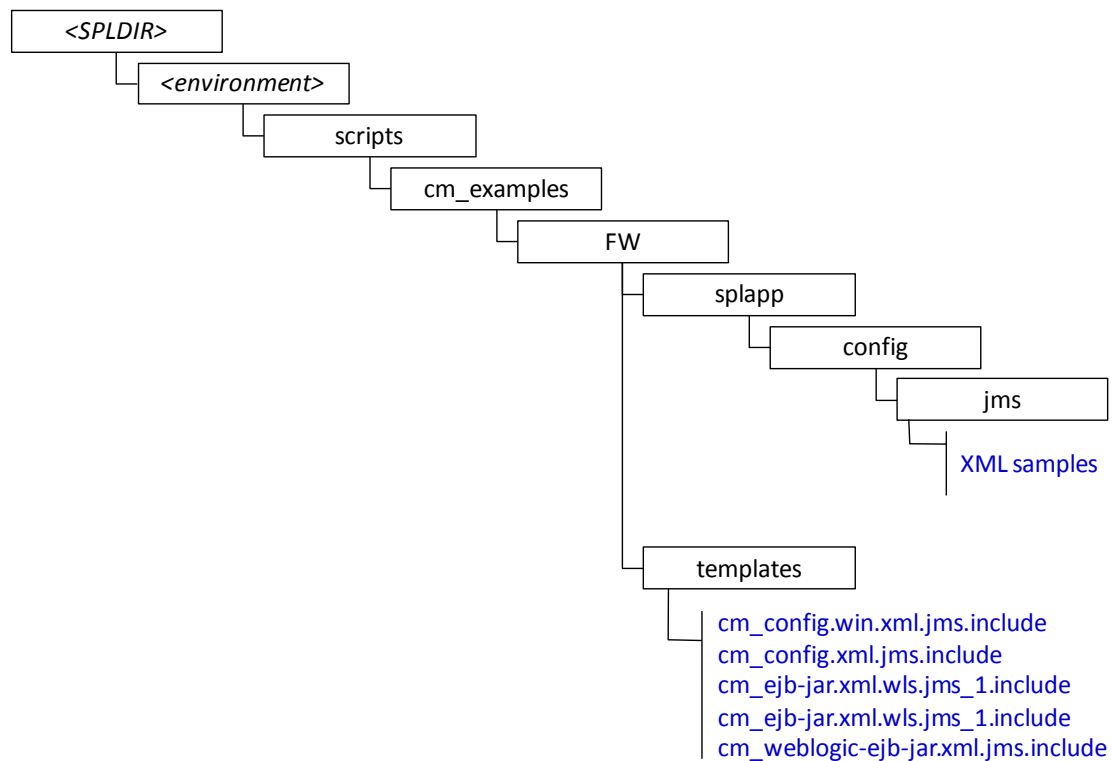 <SPLDIR>
<environment>
scripts
cm_examples
FW
splapp
config
jms
XML samples
templates
cm_config.win.xml.jms.include
cm_config.xml.jms.include
cm_ejb-jar.xml.wls.jms_1.include
cm_ejb-jar.xml.wls.jms_1.include
cm_weblogic-ejb-jar.xml.jms.include